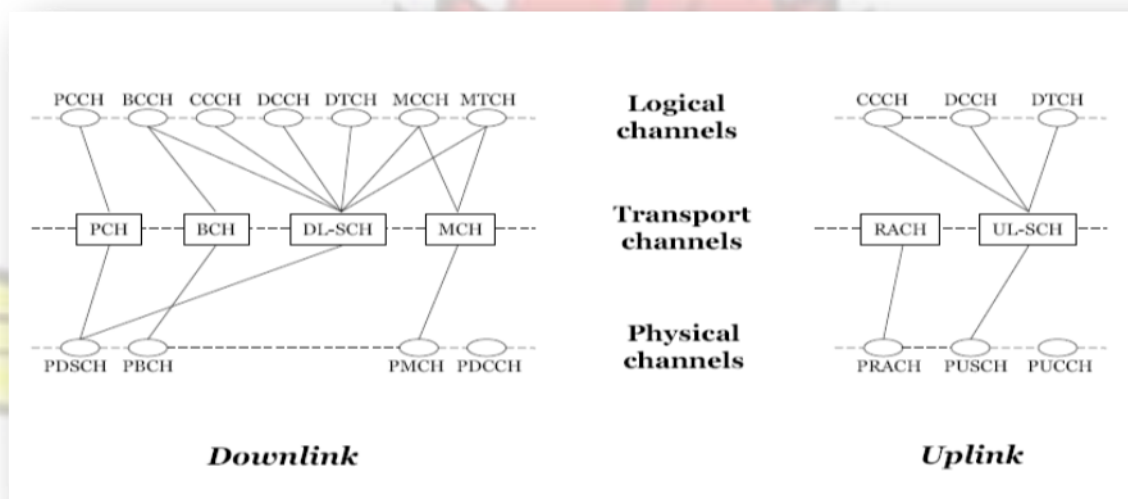 PCCH BCCH CCCH DCCH DTCH MCCH MTCH
Logical
channels
CCCH DCCH DTCH
PCH BCH DL-SCH MCH
Transport
channels
RACH UL-SCH
Physical
channels
PDSCH PBCH PMCH PDCCH
PRACH PUSCH PUCCH
Downlink
Uplink